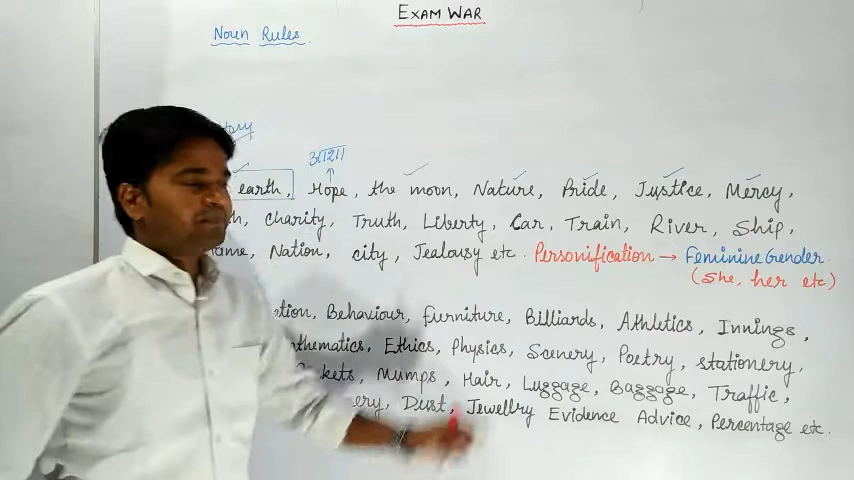 EXAM WAR
Noun Rules.
आशा
earth, Hope, the moon, Nature, Pride, Justice, Mercy,
charity, Truth, Liberty, Car, Train, River, Ship,
Nation, city, Jealousy etc. Personification → Feminine Gender.
(She, her etc)
Behaviour, furniture, Billiards, Athletics, Innings,
Ethics, Physics, Scenery, Poetry, stationery,
Mumps, Hair, Luggage, Baggage, Traffic,
Dust, Jewellry Evidence Advice, Percentage etc.